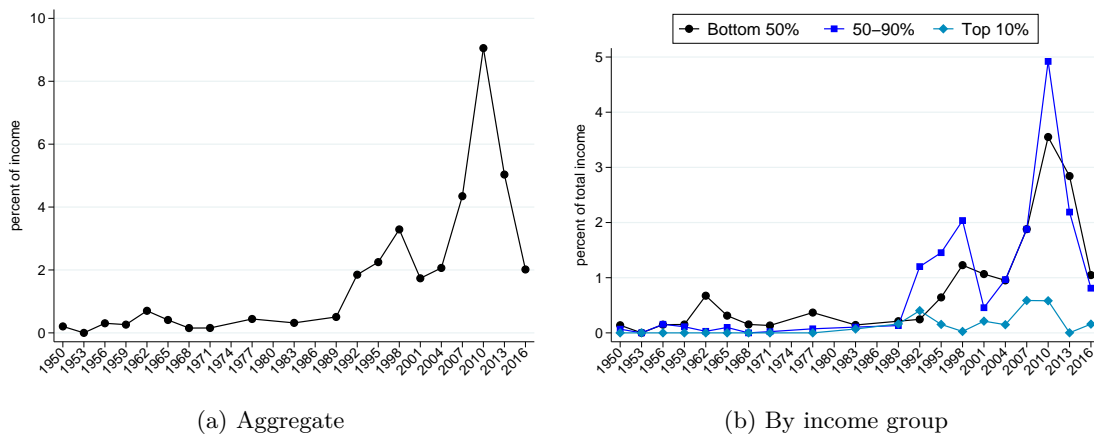 percent of income
10
8
6
4
2
0
1950 1953 1956 1959 1962 1965 1968 1971 1974 1977 1980 1983 1986 1989 1992 1995 1998 2001 2004 2007 2010 2013 2016
(a) Aggregate
Bottom 50% 50–90% Top 10%
percent of total income
5
4
3
2
1
0
1950 1953 1956 1959 1962 1965 1968 1971 1974 1977 1980 1983 1986 1989 1992 1995 1998 2001 2004 2007 2010 2013 2016
(b) By income group